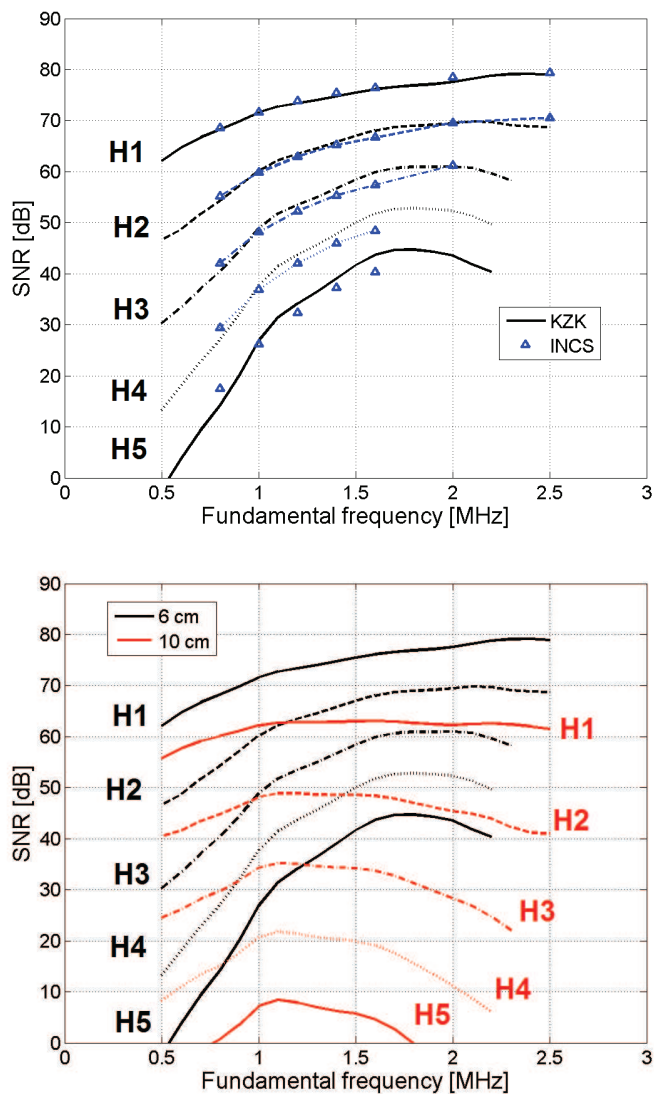 90
80
70
60
50
40
30
20
10
0
SNR [dB]
H1
H2
H3
H4
H5
KZK
INCS
0
0.5
1
1.5
2
2.5
3
Fundamental frequency [MHz]
90
80
70
60
50
40
30
20
10
0
SNR [dB]
6 cm
10 cm
H1
H2
H3
H4
H5
H1
H2
H3
H4
H5
0
0.5
1
1.5
2
2.5
3
Fundamental frequency [MHz]